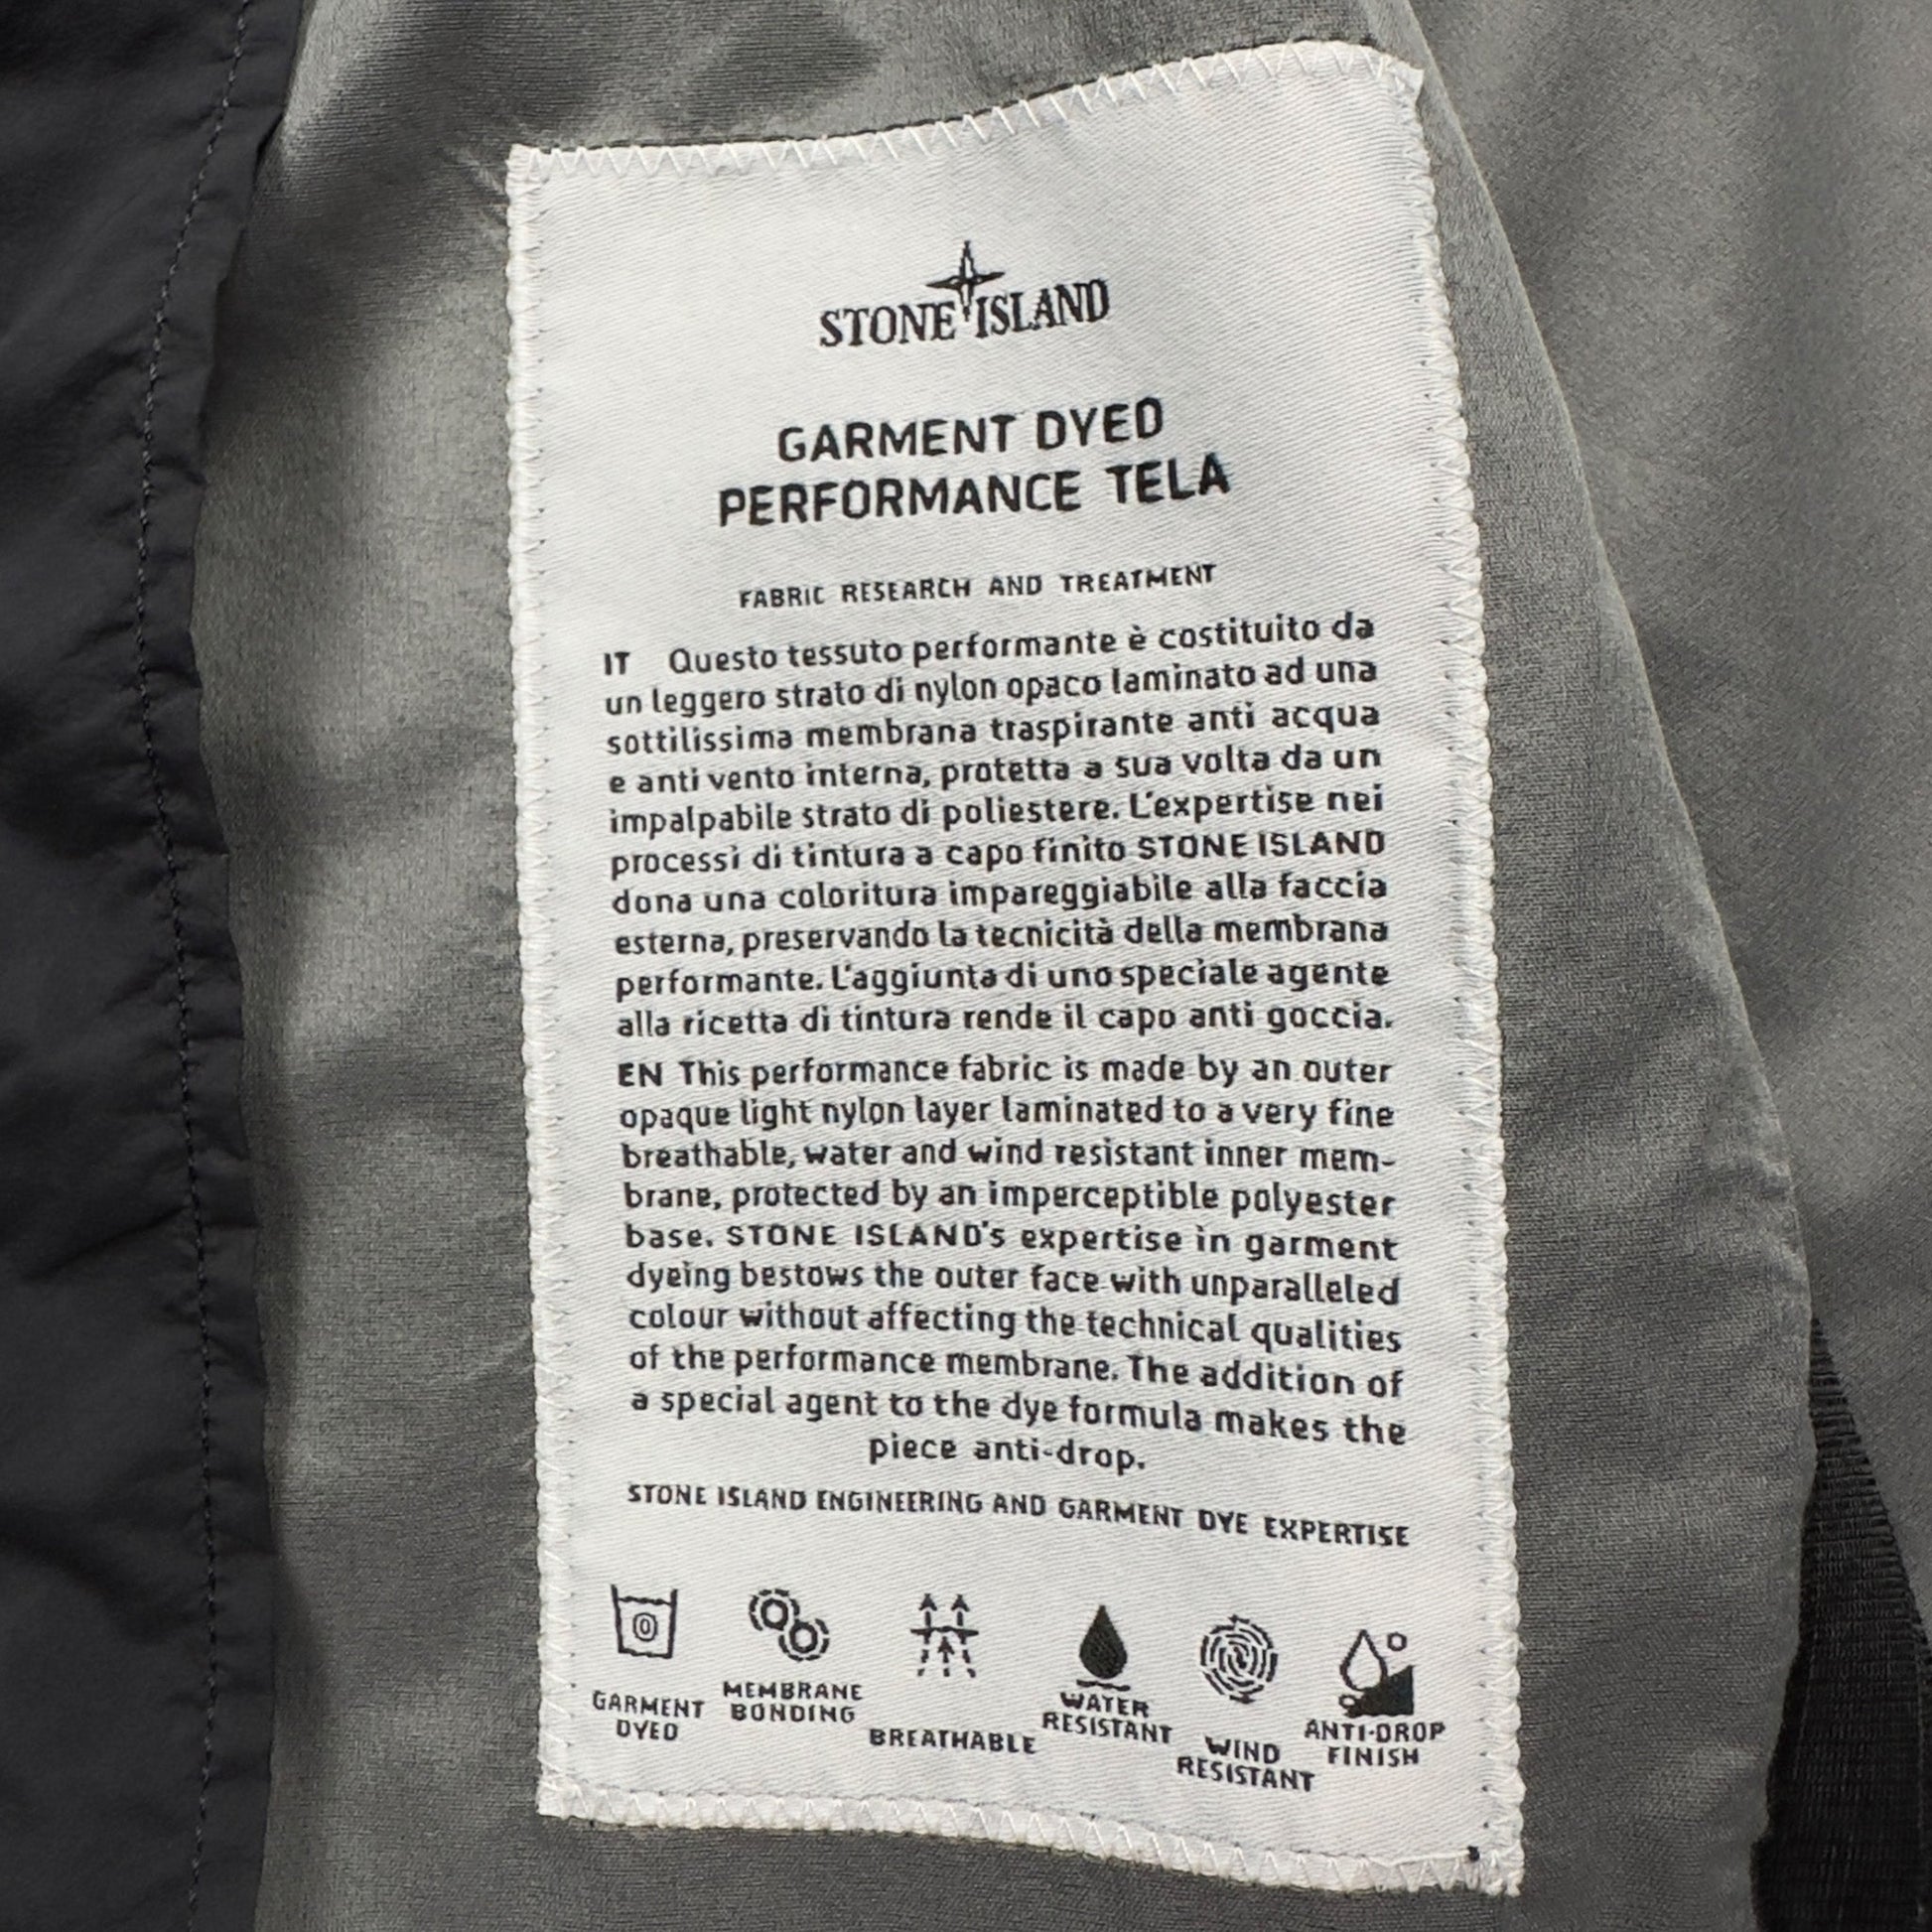 STONE ISLAND
GARMENT DYED
PERFORMANCE TELA
FABRIC RESEARCH AND TREATMENT
IT Questo tessuto performante è costituito da
un leggero strato di nylon opaco laminato ad una
sottilissima membrana traspirante anti acqua
e anti vento interna, protetta a sua volta da un
impalpabile strato di poliestere. L'expertise nei
processi di tintura a capo finito STONE ISLAND
dona una coloritura impareggiabile alla faccia
esterna, preservando la tecnicità della membrana
performante. L'aggiunta di uno speciale agente
alla ricetta di tintura rende il capo anti goccia.
EN This performance fabric is made by an outer
opaque light nylon layer laminated to a very fine
breathable, water and wind resistant inner mem-
brane, protected by an imperceptible polyester
base. STONE ISLAND's expertise in garment
dyeing bestows the outer face with unparalleled
colour without affecting the technical qualities
of the performance membrane. The addition of
a special agent to the dye formula makes the
piece anti-drop.
STONE ISLAND ENGINEERING AND GARMENT DYE EXPERTISE
GARMENT
DYED
MEMBRANE
BONDING
BREATHABLE
WATER
RESISTANT
WIND
RESISTANT
ANTI-DROP
FINISH